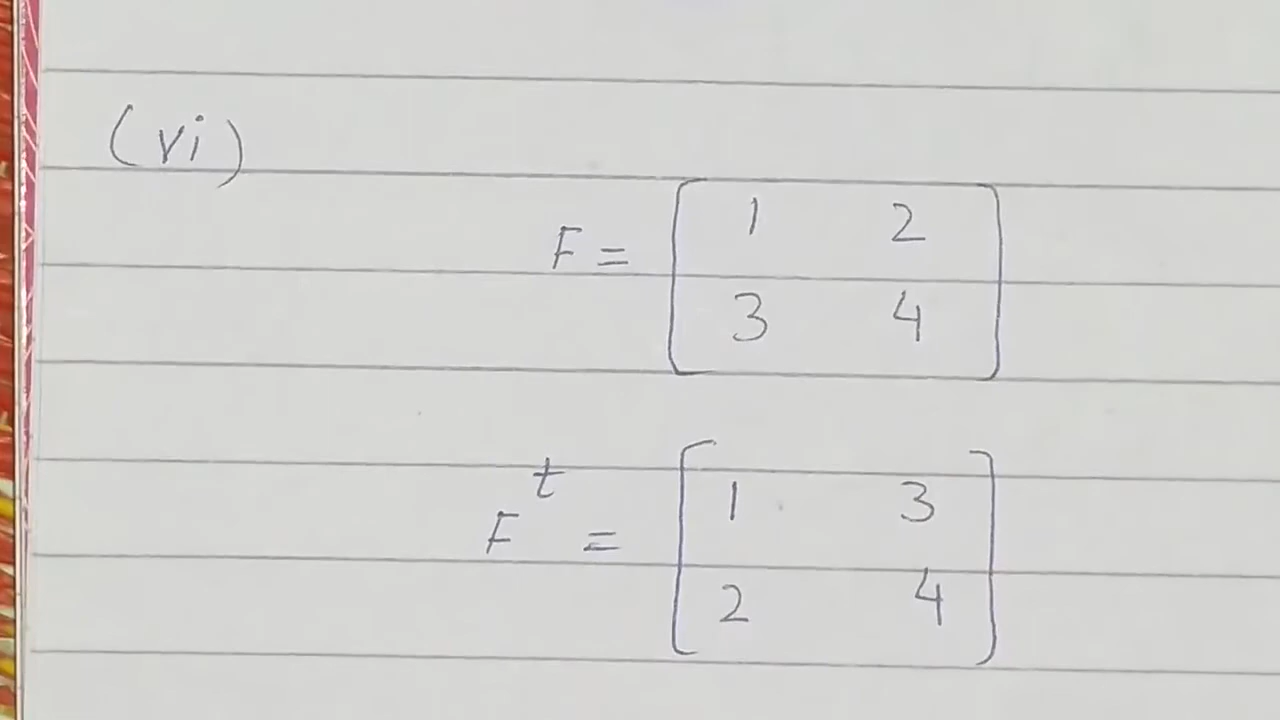 (vi)
F = [ 1 2
3 4 ]
F^t = [ 1 3
2 4 ]